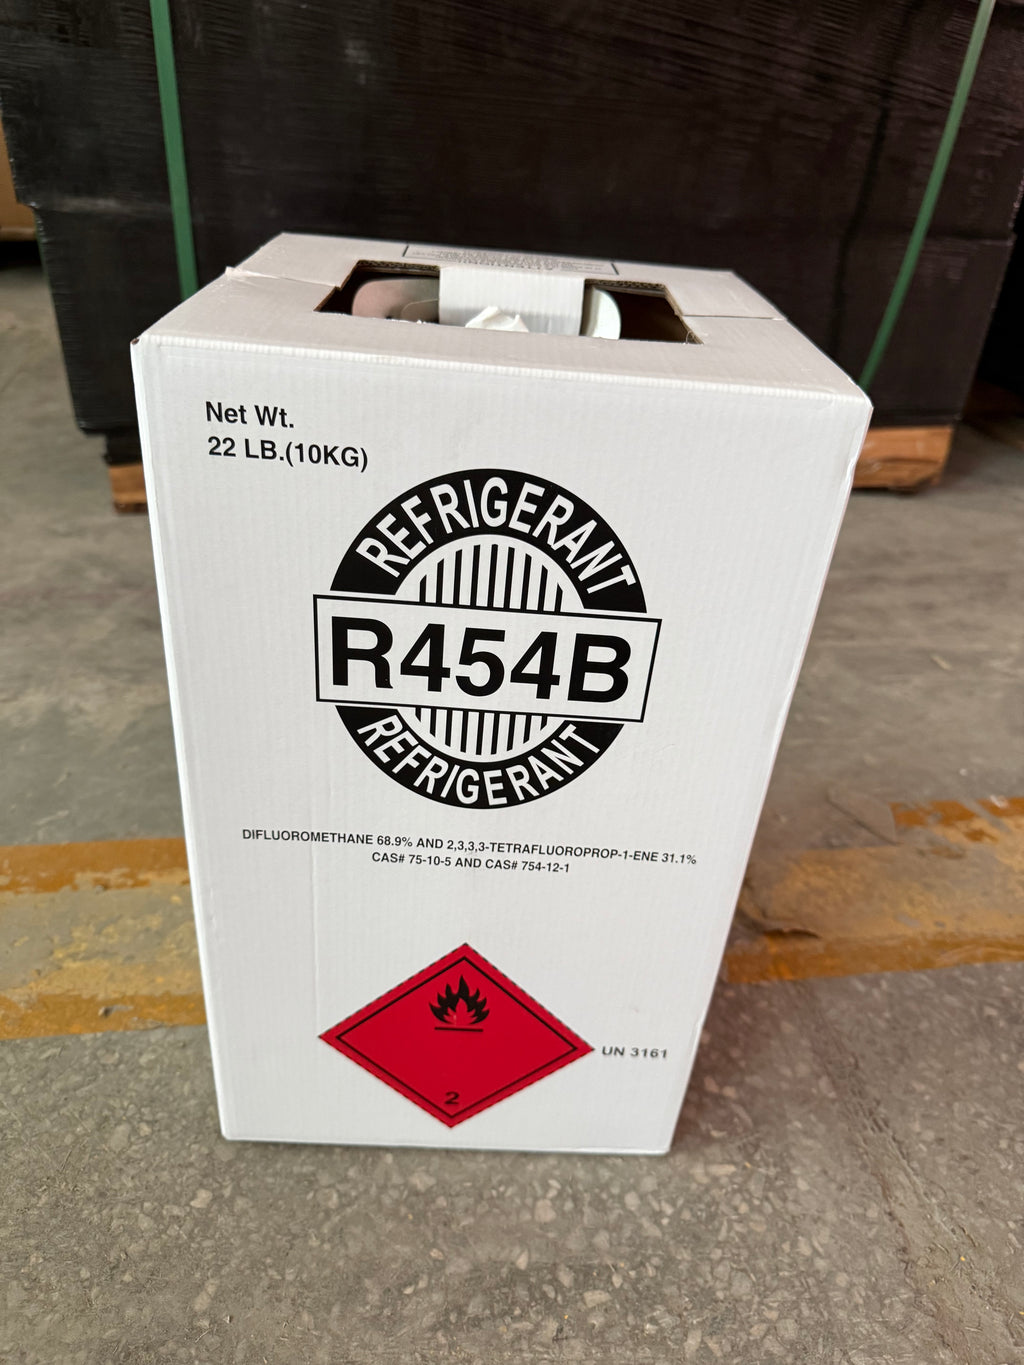 Net Wt.
22 LB.(10KG)
REFRIGERANT
R454B
REFRIGERANT
DIFLUOROMETHANE 68.9% AND 2,3,3,3-TETRAFLUOROPROP-1-ENE 31.1%
CAS# 75-10-5 AND CAS# 754-12-1
UN 3161
2